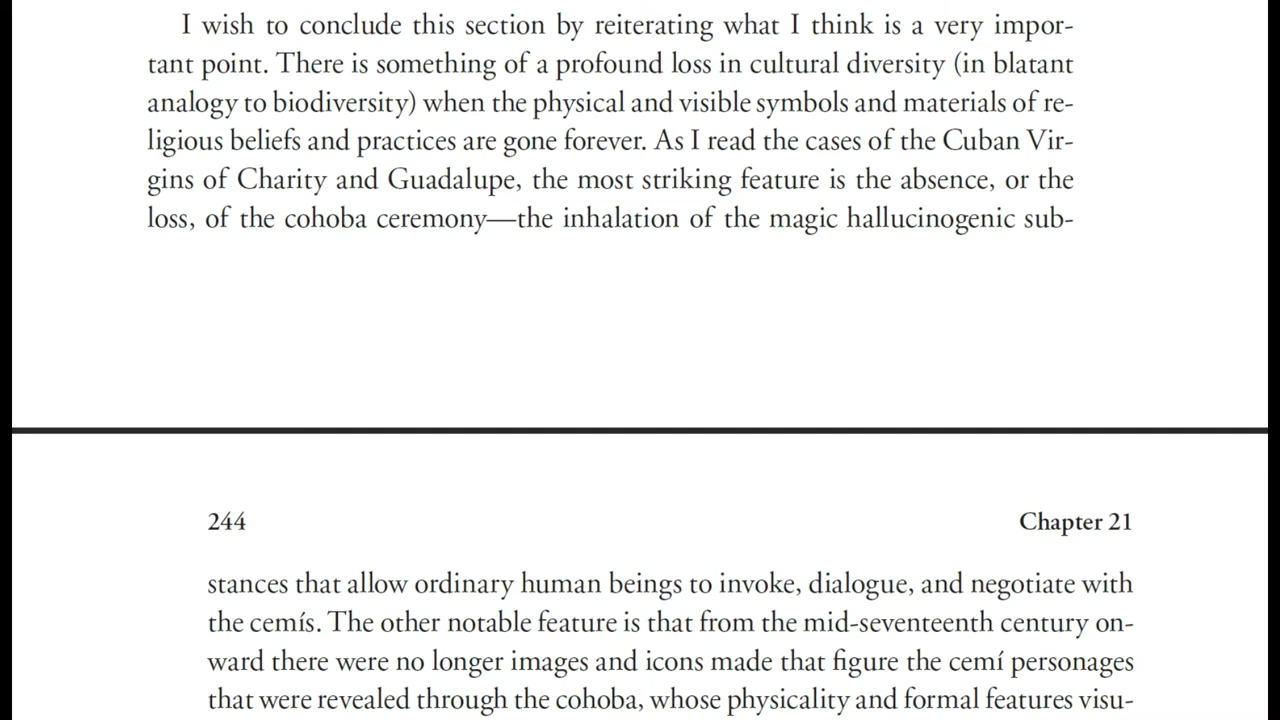 I wish to conclude this section by reiterating what I think is a very impor-
tant point. There is something of a profound loss in cultural diversity (in blatant
analogy to biodiversity) when the physical and visible symbols and materials of re-
ligious beliefs and practices are gone forever. As I read the cases of the Cuban Vir-
gins of Charity and Guadalupe, the most striking feature is the absence, or the
loss, of the cohoba ceremony—the inhalation of the magic hallucinogenic sub-
244 Chapter 21
stances that allow ordinary human beings to invoke, dialogue, and negotiate with
the cemís. The other notable feature is that from the mid-seventeenth century on-
ward there were no longer images and icons made that figure the cemí personages
that were revealed through the cohoba, whose physicality and formal features visu-